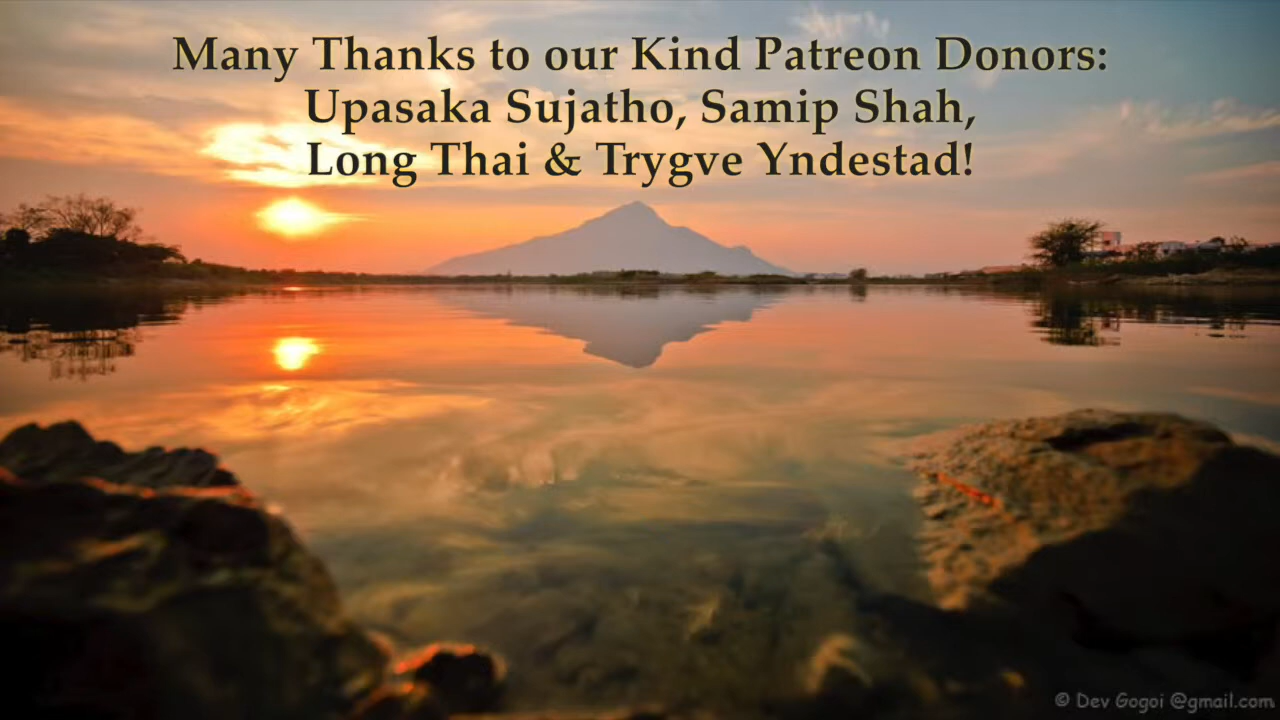 Many Thanks to our Kind Patreon Donors:
Upasaka Sujatho, Samip Shah,
Long Thai & Trygve Yndestad!
© Dev Gogoi @gmail.com